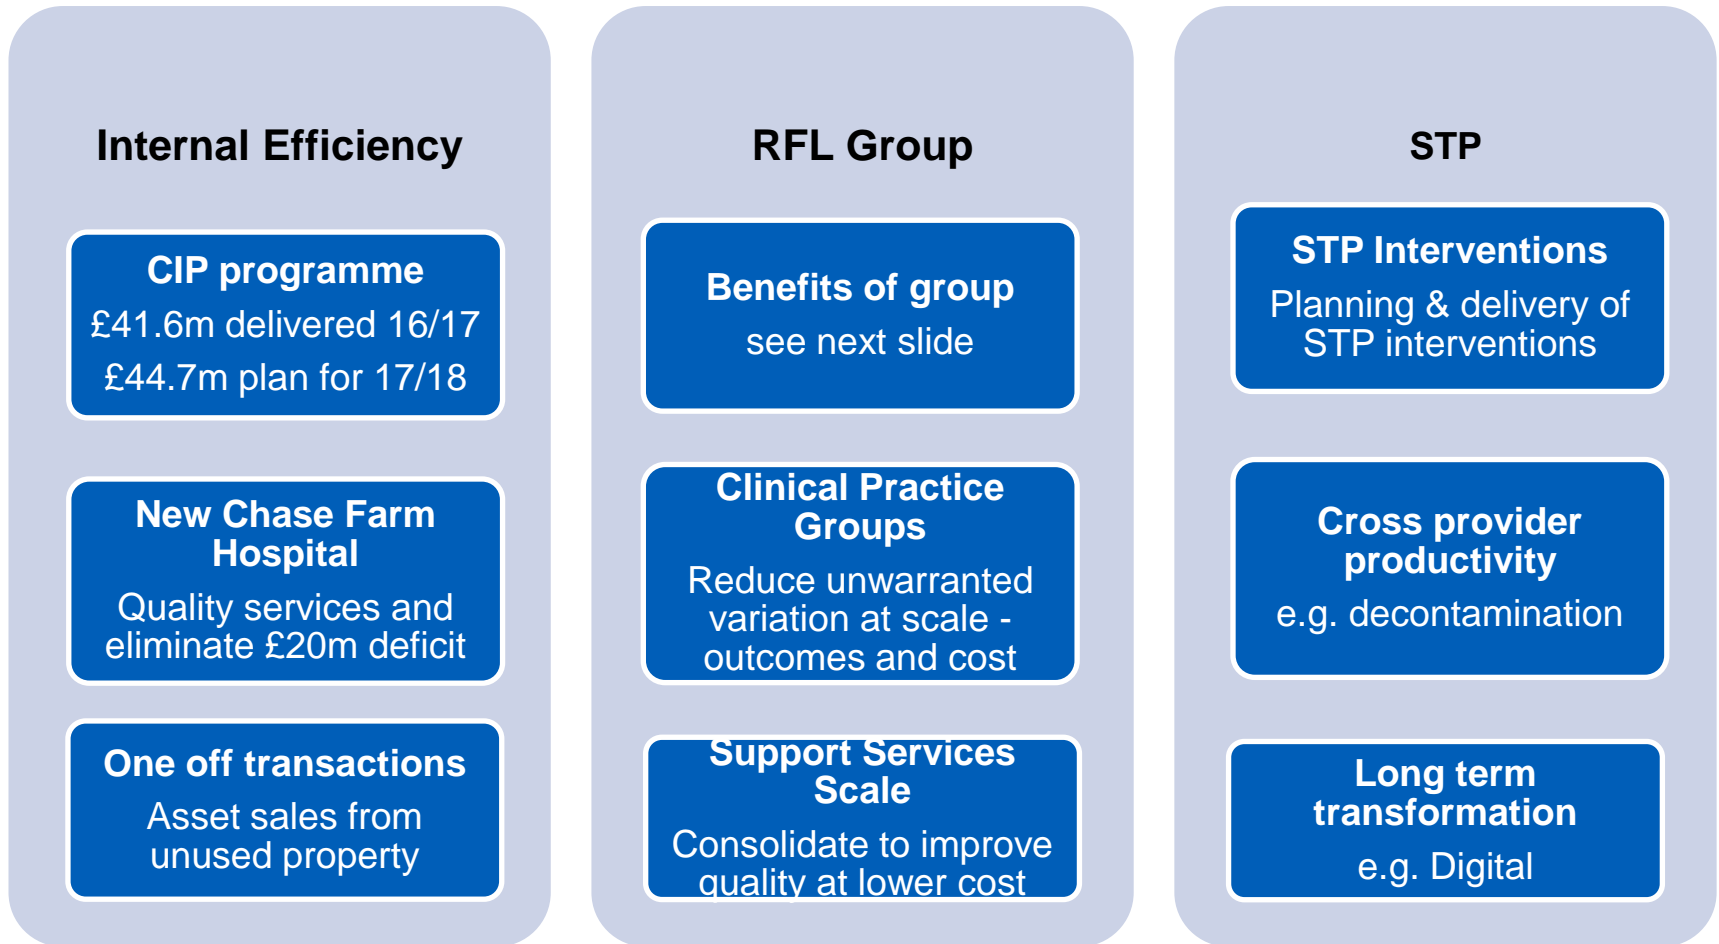 Internal Efficiency
CIP programme
£41.6m delivered 16/17
£44.7m plan for 17/18
New Chase Farm
Hospital
Quality services and
eliminate £20m deficit
One off transactions
Asset sales from
unused property
RFL Group
Benefits of group
see next slide
Clinical Practice
Groups
Reduce unwarranted
variation at scale -
outcomes and cost
Support Services
Scale
Consolidate to improve
quality at lower cost
STP
STP Interventions
Planning & delivery of
STP interventions
Cross provider
productivity
e.g. decontamination
Long term
transformation
e.g. Digital